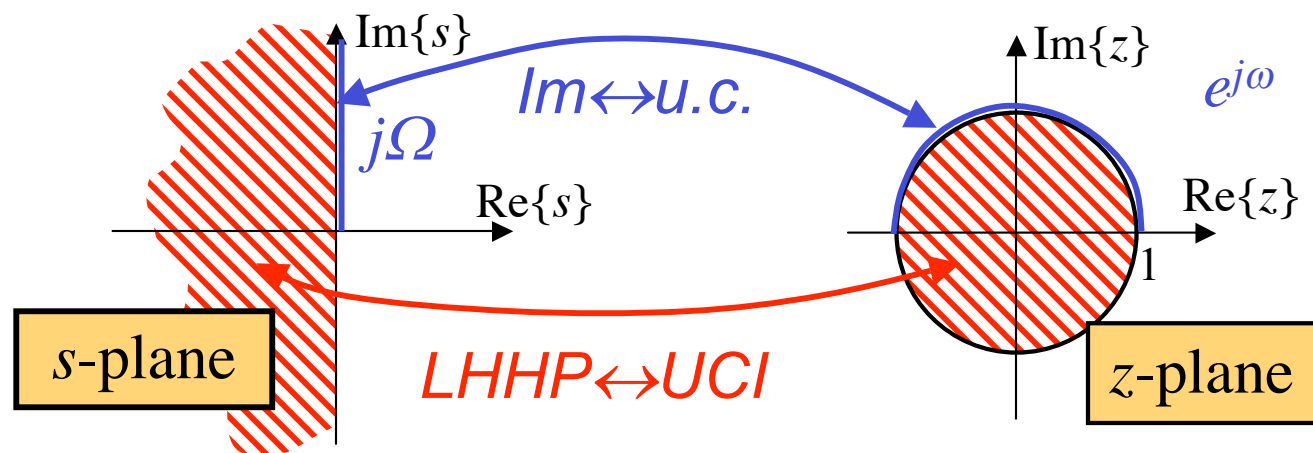 Im{s}
Im{z}
e^{jω}
Im↔u.c.
jΩ
Re{s}
Re{z}
1
s-plane
LHHP↔UCI
z-plane